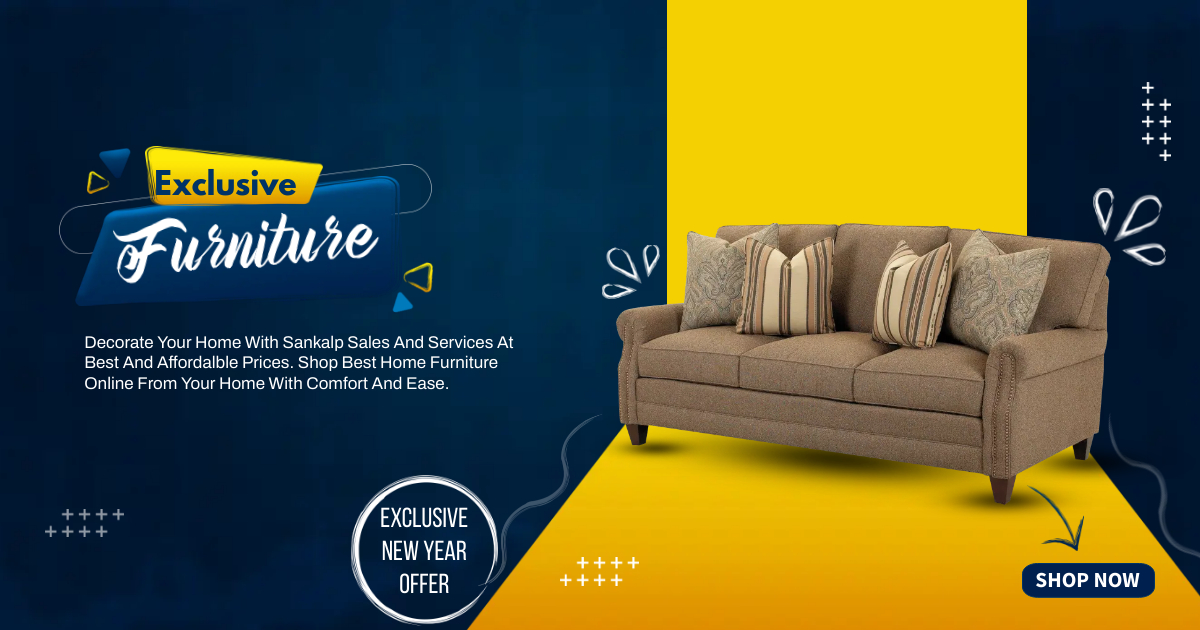 Exclusive
Furniture
Decorate Your Home With Sankalp Sales And Services At
Best And Affordalble Prices. Shop Best Home Furniture
Online From Your Home With Comfort And Ease.
EXCLUSIVE
NEW YEAR
OFFER
SHOP NOW